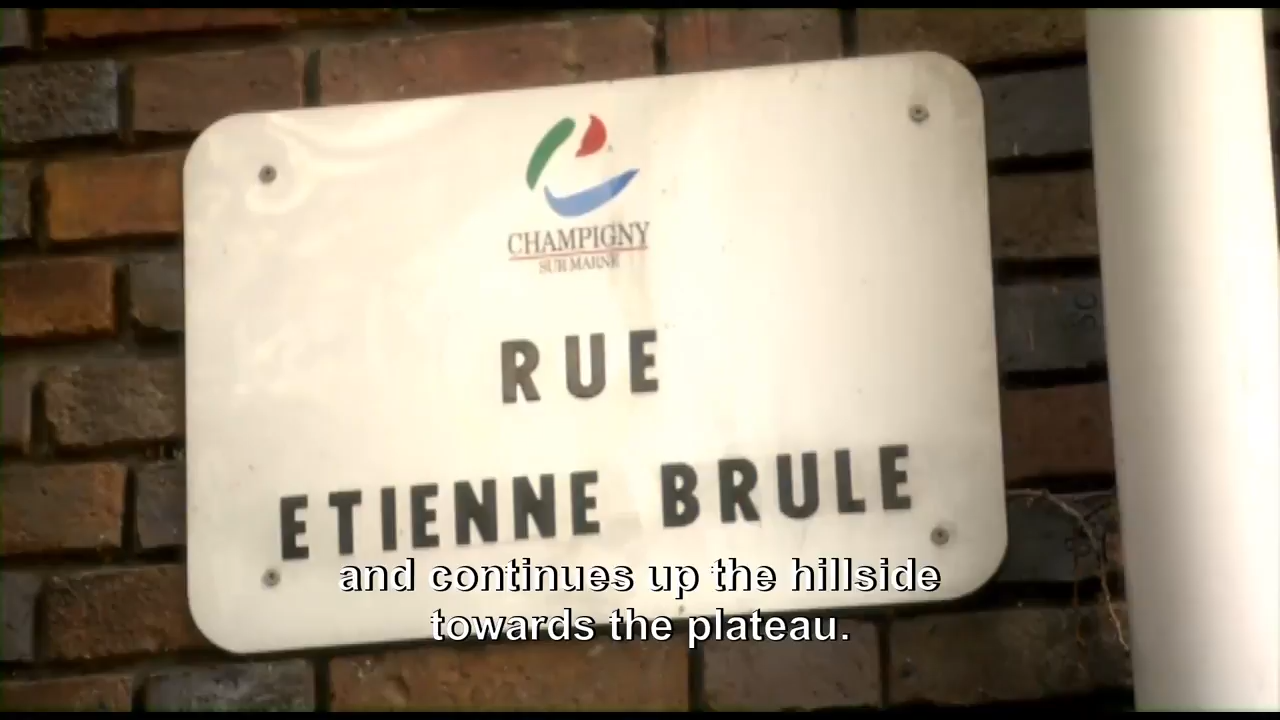 CHAMPIGNY
SUR MARNE
RUE
ETIENNE BRULE
and continues up the hillside
towards the plateau.